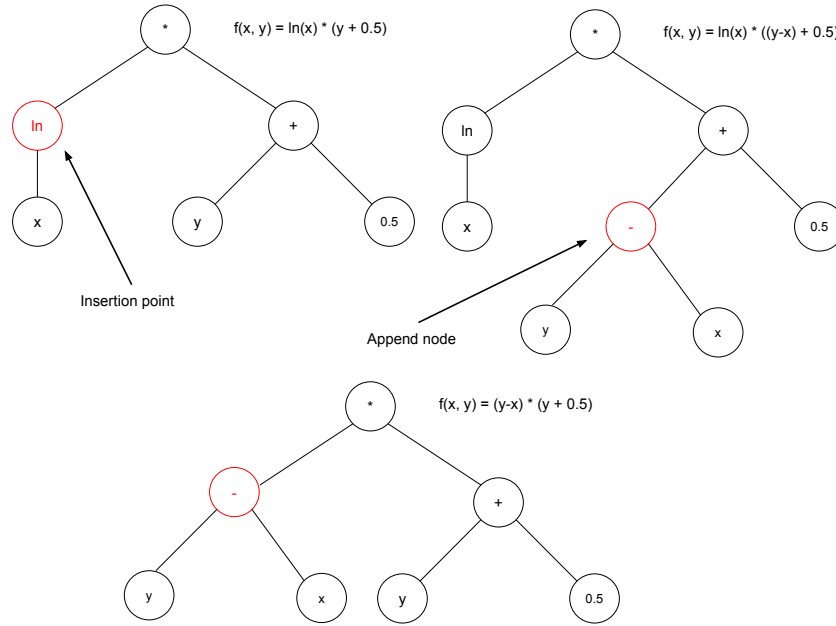 *
f(x, y) = ln(x) * (y + 0.5)
ln
+
x
y
0.5
Insertion point
*
f(x, y) = ln(x) * ((y-x) + 0.5)
ln
+
x
-
0.5
y
x
Append node
*
f(x, y) = (y-x) * (y + 0.5)
-
+
y
x
y
0.5